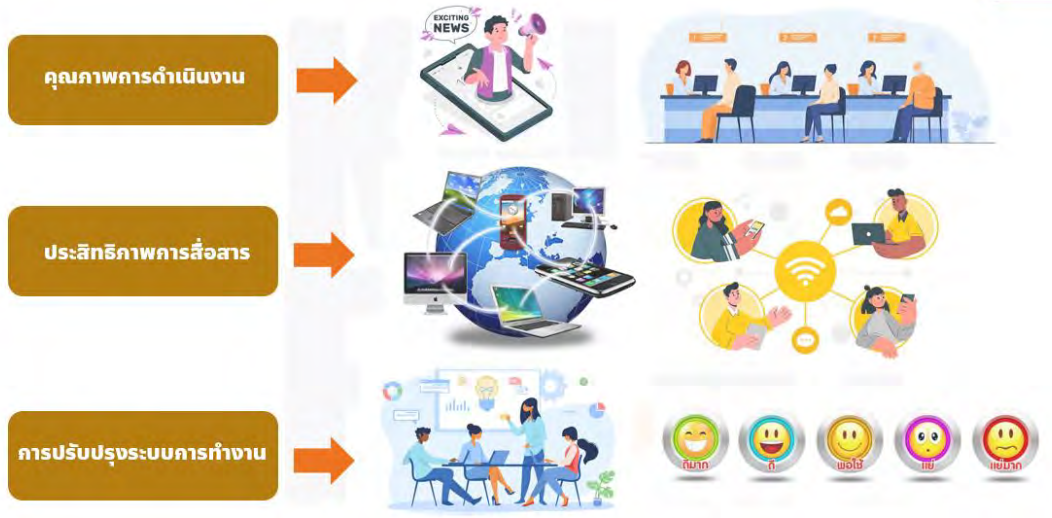 คุณภาพการดำเนินงาน
EXCITING
NEWS
ประสิทธิภาพการสื่อสาร
การปรับปรุงระบบการทำงาน
ดีมาก
ดี
พอใช้
แย่
แย่มาก